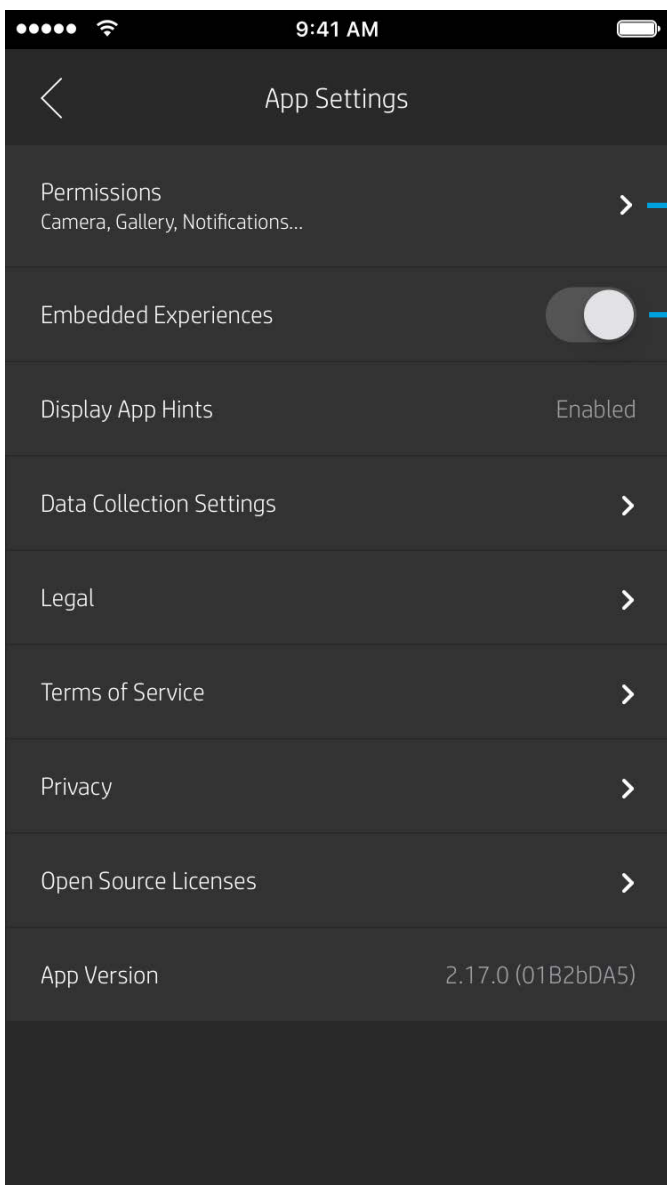 9:41 AM
App Settings
Permissions
Camera, Gallery, Notifications...
Embedded Experiences
Display App Hints Enabled
Data Collection Settings
Legal
Terms of Service
Privacy
Open Source Licenses
App Version 2.17.0 (01B2bDA5)